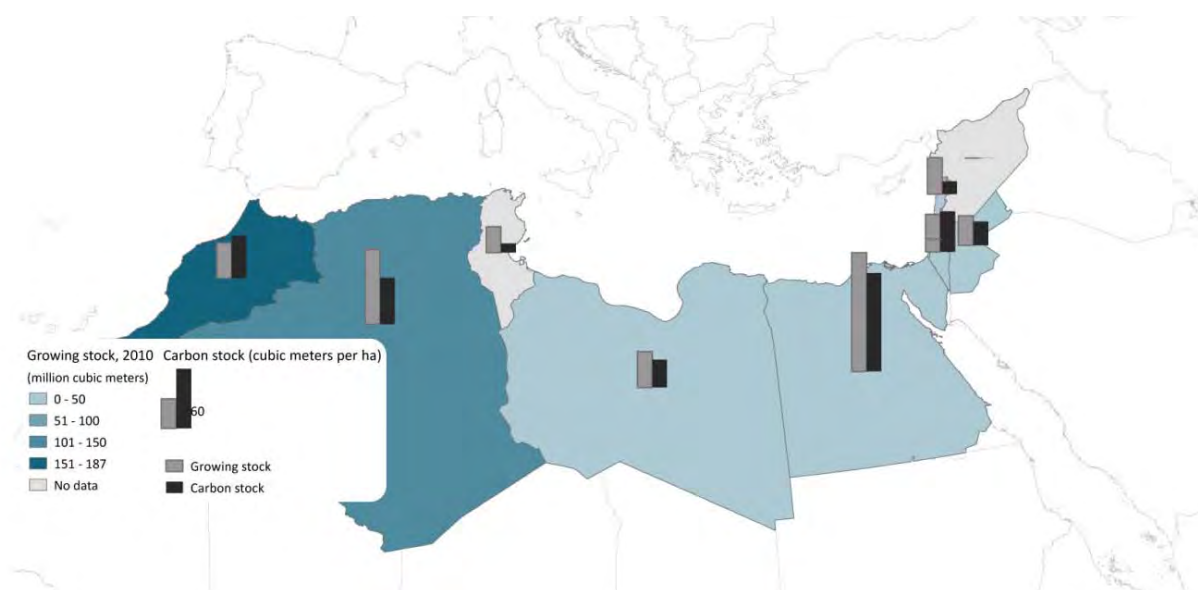 Growing stock, 2010
(million cubic meters)
0 - 50
51 - 100
101 - 150
151 - 187
No data
Carbon stock (cubic meters per ha)
60
Growing stock
Carbon stock